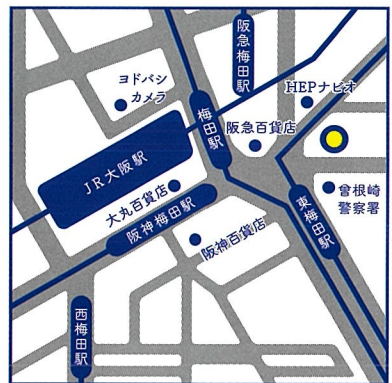 阪急梅田駅
ヨドバシ
カメラ
HEPナビオ
梅田駅
阪急百貨店
JR大阪駅
大丸百貨店
曾根崎
警察署
阪神梅田駅
東梅田駅
阪神百貨店
西梅田駅